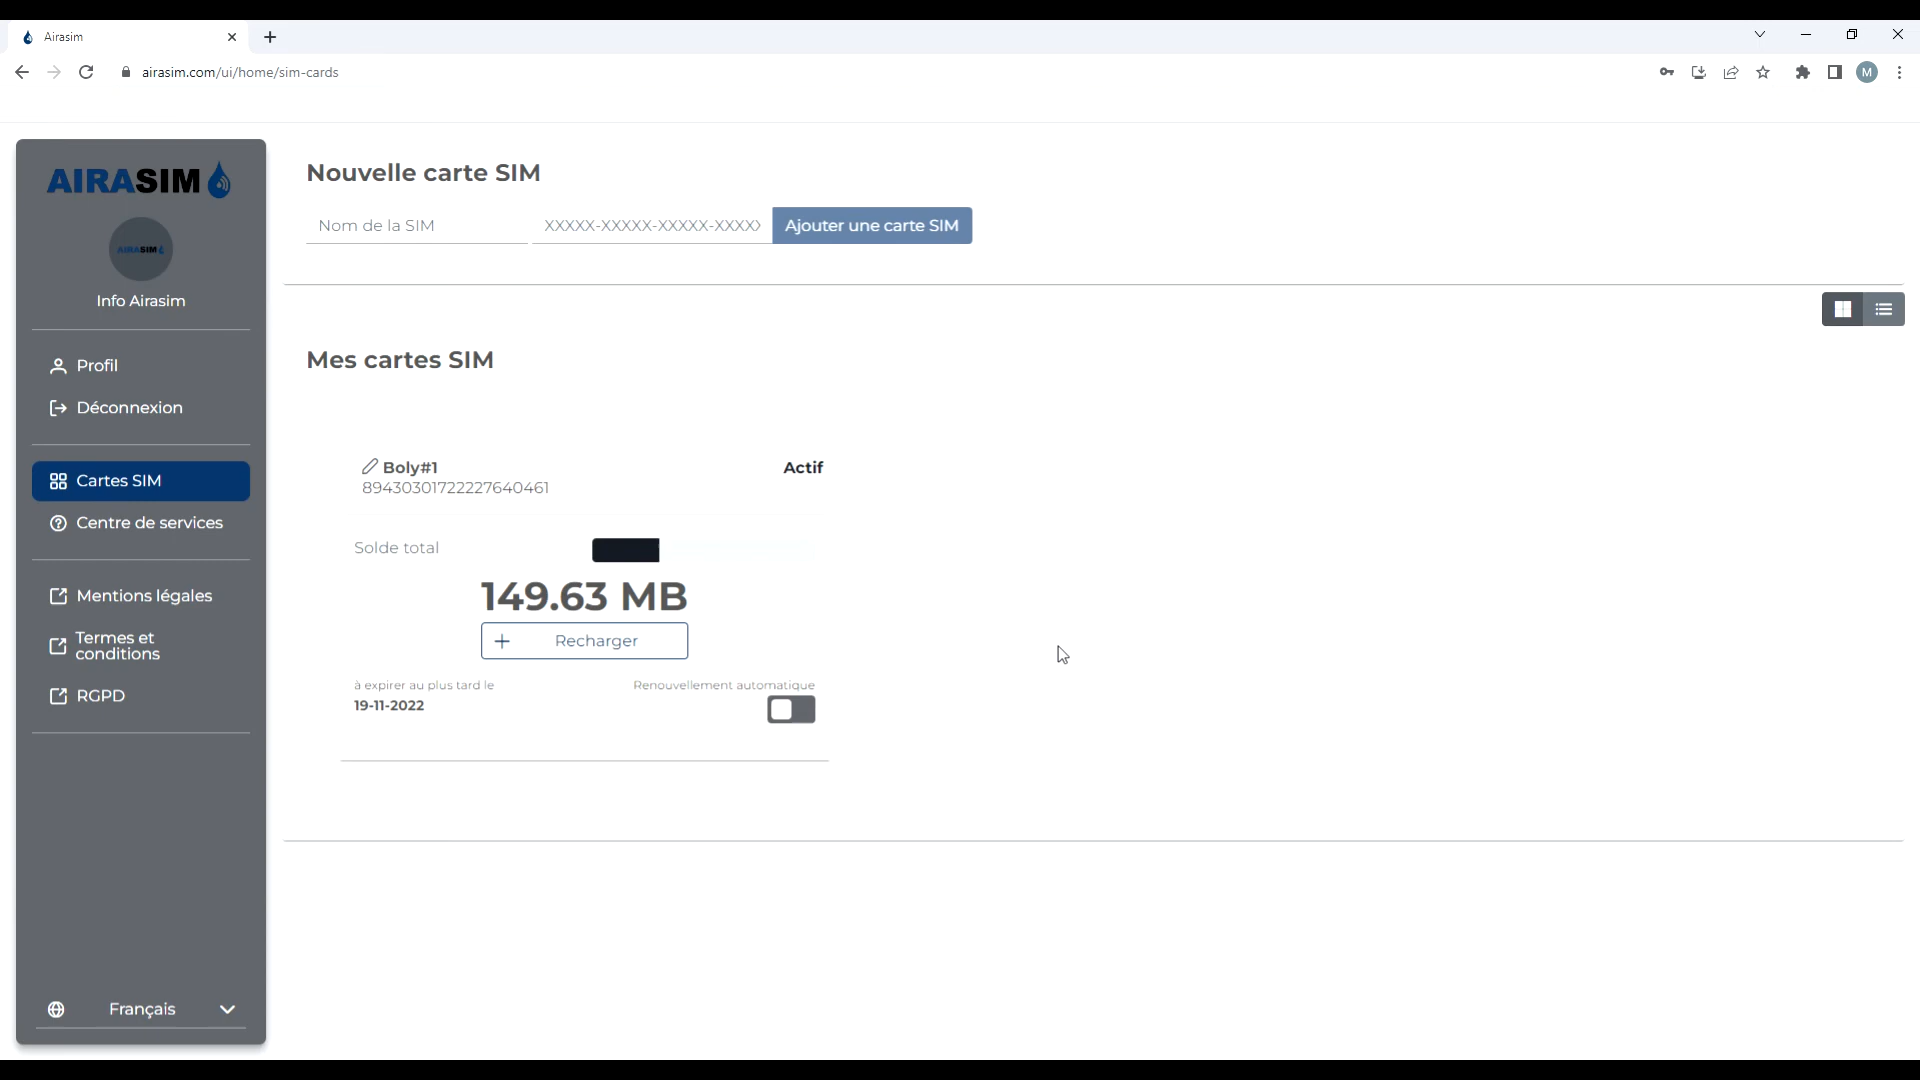 Airasim
airasim.com/ui/home/sim-cards
M
AIRASIM
AIRASIM
Info Airasim
Profil
Déconnexion
Cartes SIM
Centre de services
Mentions légales
Termes et
conditions
RGPD
Français
Nouvelle carte SIM
Nom de la SIM
XXXXX-XXXXX-XXXXX-XXXX
Ajouter une carte SIM
Mes cartes SIM
Boly#1
Actif
89430301722227640461
Solde total
149.63 MB
Recharger
à expirer au plus tard le
Renouvellement automatique
19-11-2022